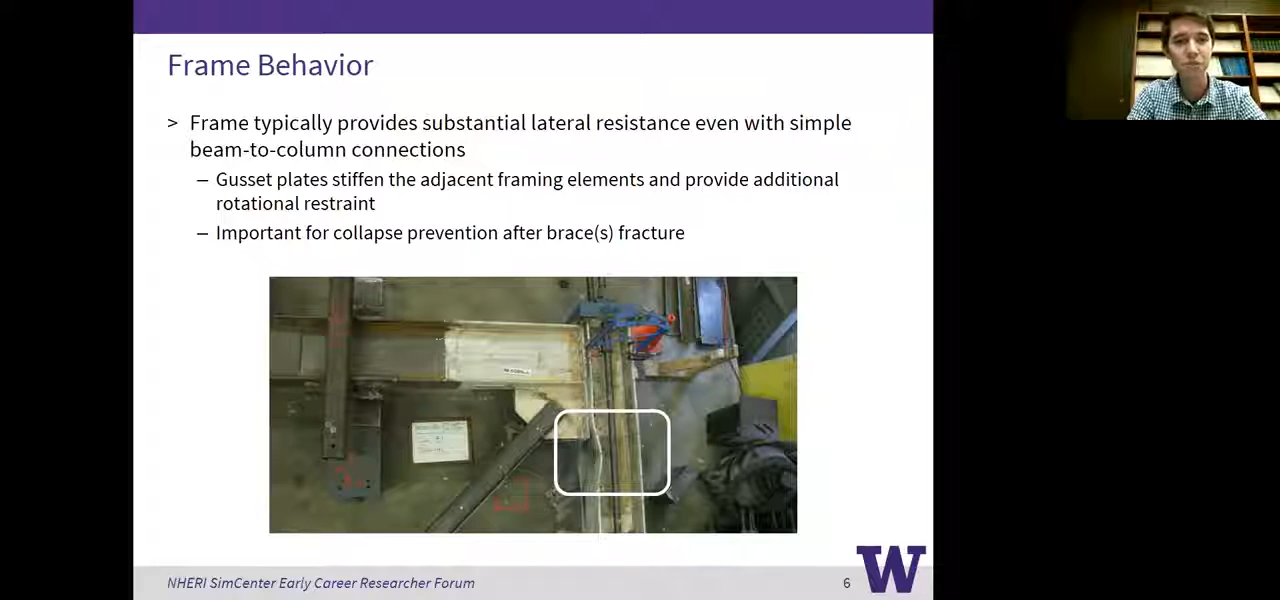 Frame Behavior
> Frame typically provides substantial lateral resistance even with simple
beam-to-column connections
– Gusset plates stiffen the adjacent framing elements and provide additional
rotational restraint
– Important for collapse prevention after brace(s) fracture
NHERI SimCenter Early Career Researcher Forum
6
W